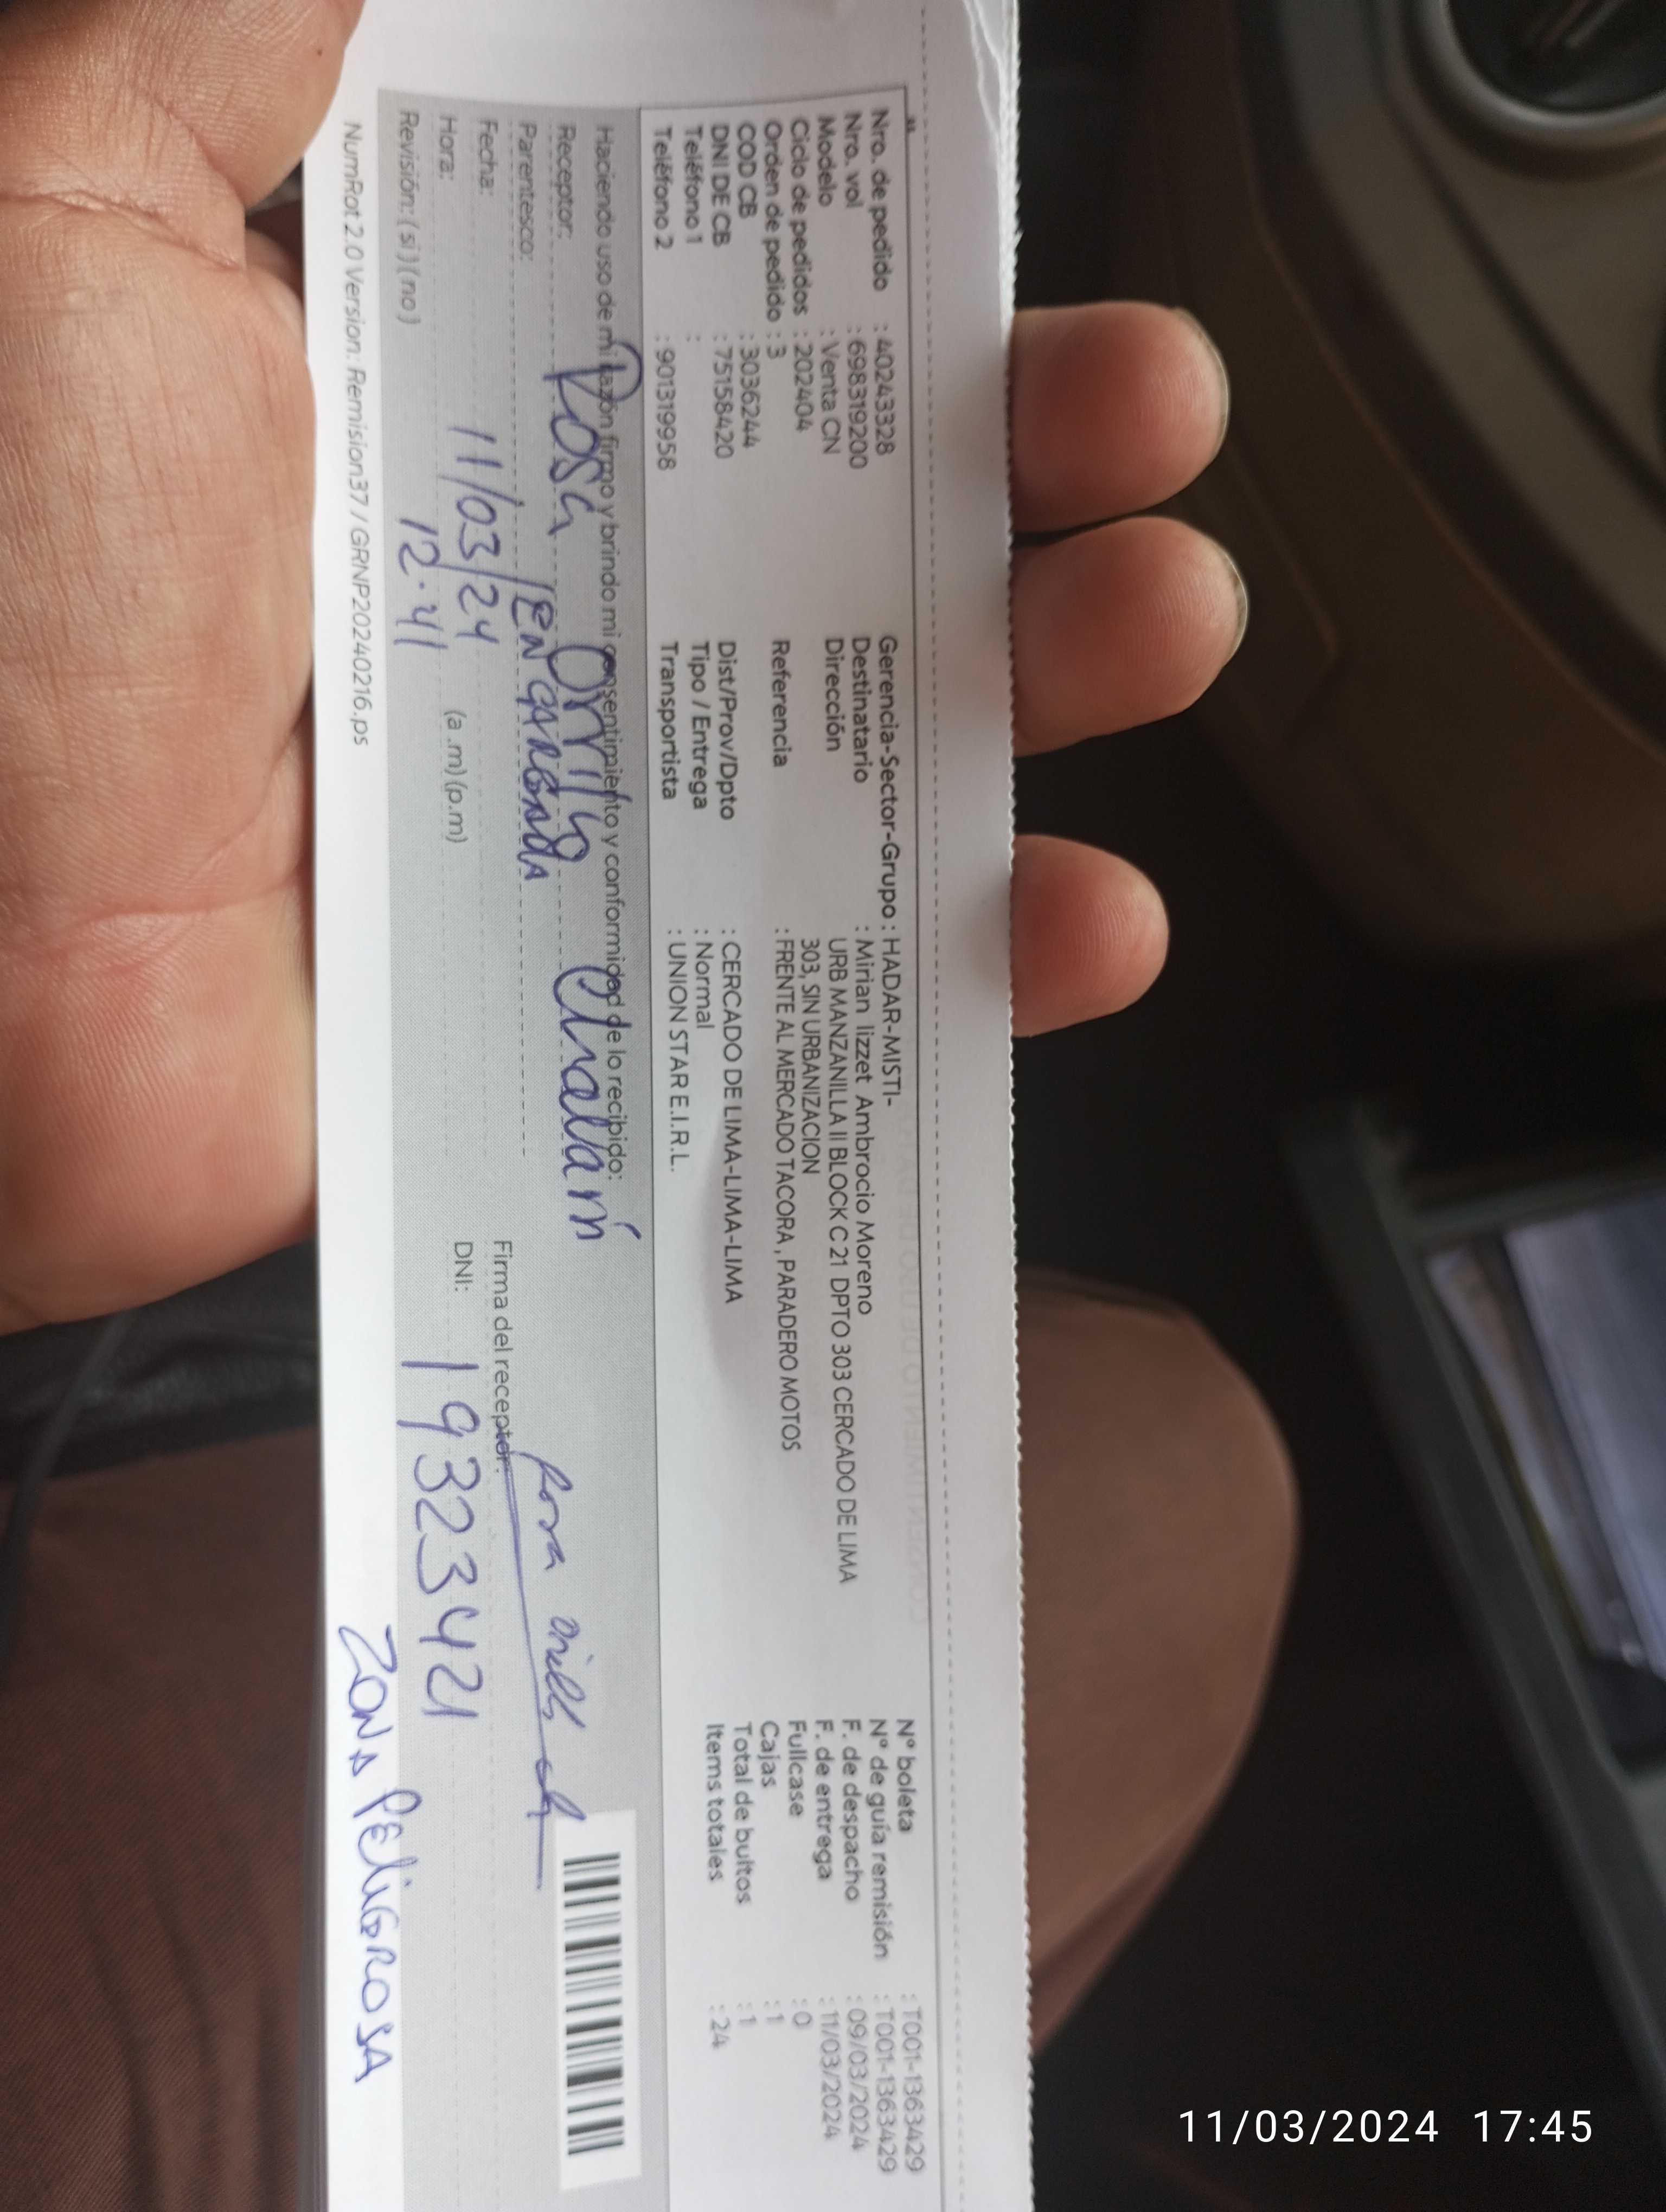 Nro. de pedido : 40243328
Nro. vol : 698319200
Modelo : Venta CN
Ciclo de pedidos : 202404
Orden de pedido : 3
COD CB : 3036244
DNI DE CB : 75158420
Teléfono 1 :
Teléfono 2 : 901319958
Gerencia-Sector-Grupo : HADAR-MISTI-
Destinatario : Mirian lizzet Ambrocio Moreno
Dirección URB MANZANILLA II BLOCK C 21 DPTO 303 CERCADO DE LIMA
303, SIN URBANIZACION
Referencia : FRENTE AL MERCADO TACORA , PARADERO MOTOS
Dist/Prov/Dpto : CERCADO DE LIMA-LIMA-LIMA
Tipo / Entrega : Normal
Transportista : UNION STAR E.I.R.L.
N° boleta : T001-1363429
N° de guía remisión : T001-1363429
F. de despacho : 09/03/2024
F. de entrega : 11/03/2024
Fullcase : 0
Cajas : 1
Total de bultos : 1
Items totales : 24
Haciendo uso de mi razón firmo y brindo mi consentimiento y conformidad de lo recibido:
Receptor: Rosa Orrillo
Parentesco: ENCARGADA
Fecha: 11/03/24
Hora: 12:41 (a .m) (p.m)
Revisión: ( si ) ( no )
Firma del receptor:
DNI: 19323421
NumRot 2.0 Version: Remision37 / GRNP20240216.ps
ZONA PELIGROSA
11/03/2024 17:45